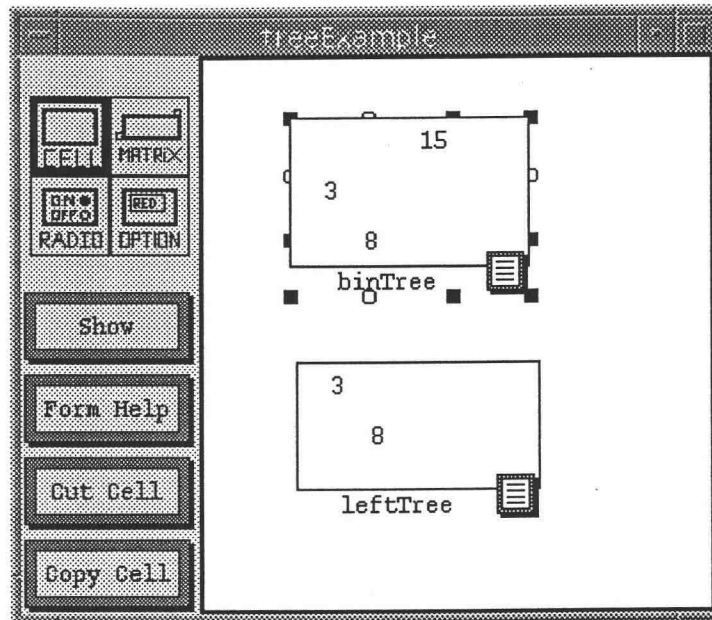 treeExample
CELL MATRIX
ON
OFF
RED
RADIO OPTION
Show
Form Help
Cut Cell
Copy Cell
15
3
8
binTree
3
8
leftTree